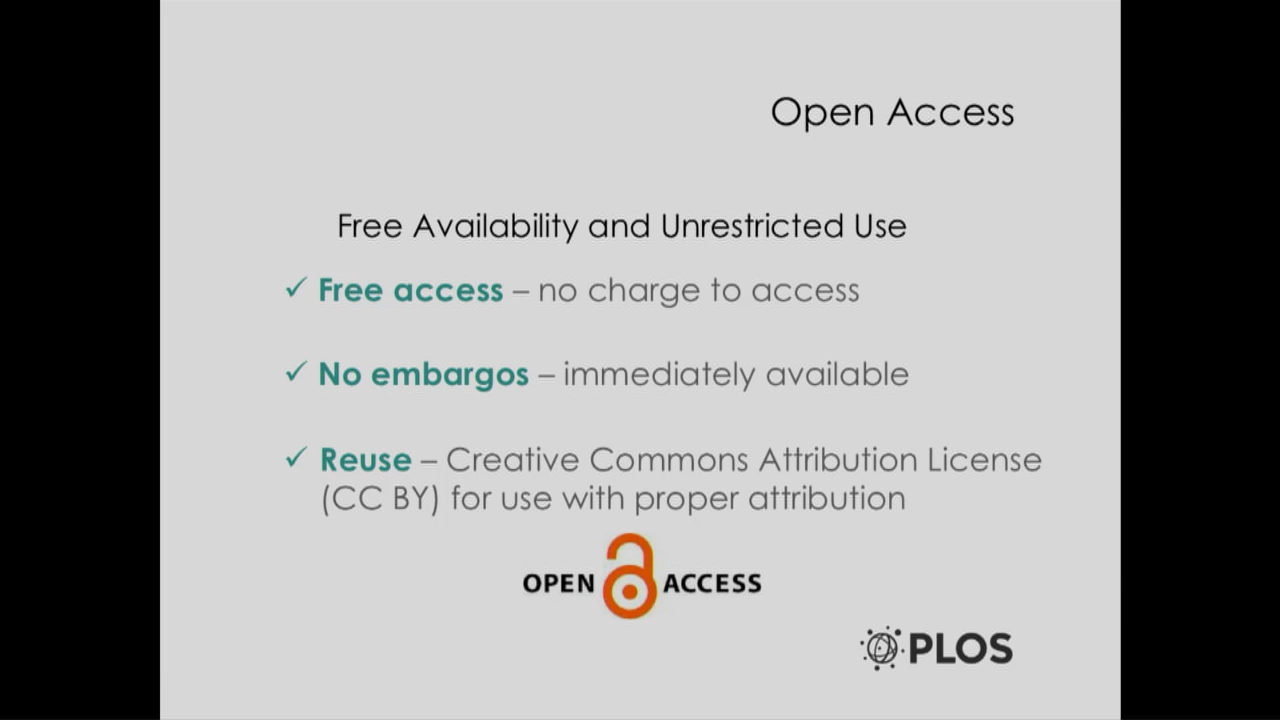 Open Access
Free Availability and Unrestricted Use
✓ Free access – no charge to access
✓ No embargos – immediately available
✓ Reuse – Creative Commons Attribution License
(CC BY) for use with proper attribution
OPEN ACCESS
PLOS